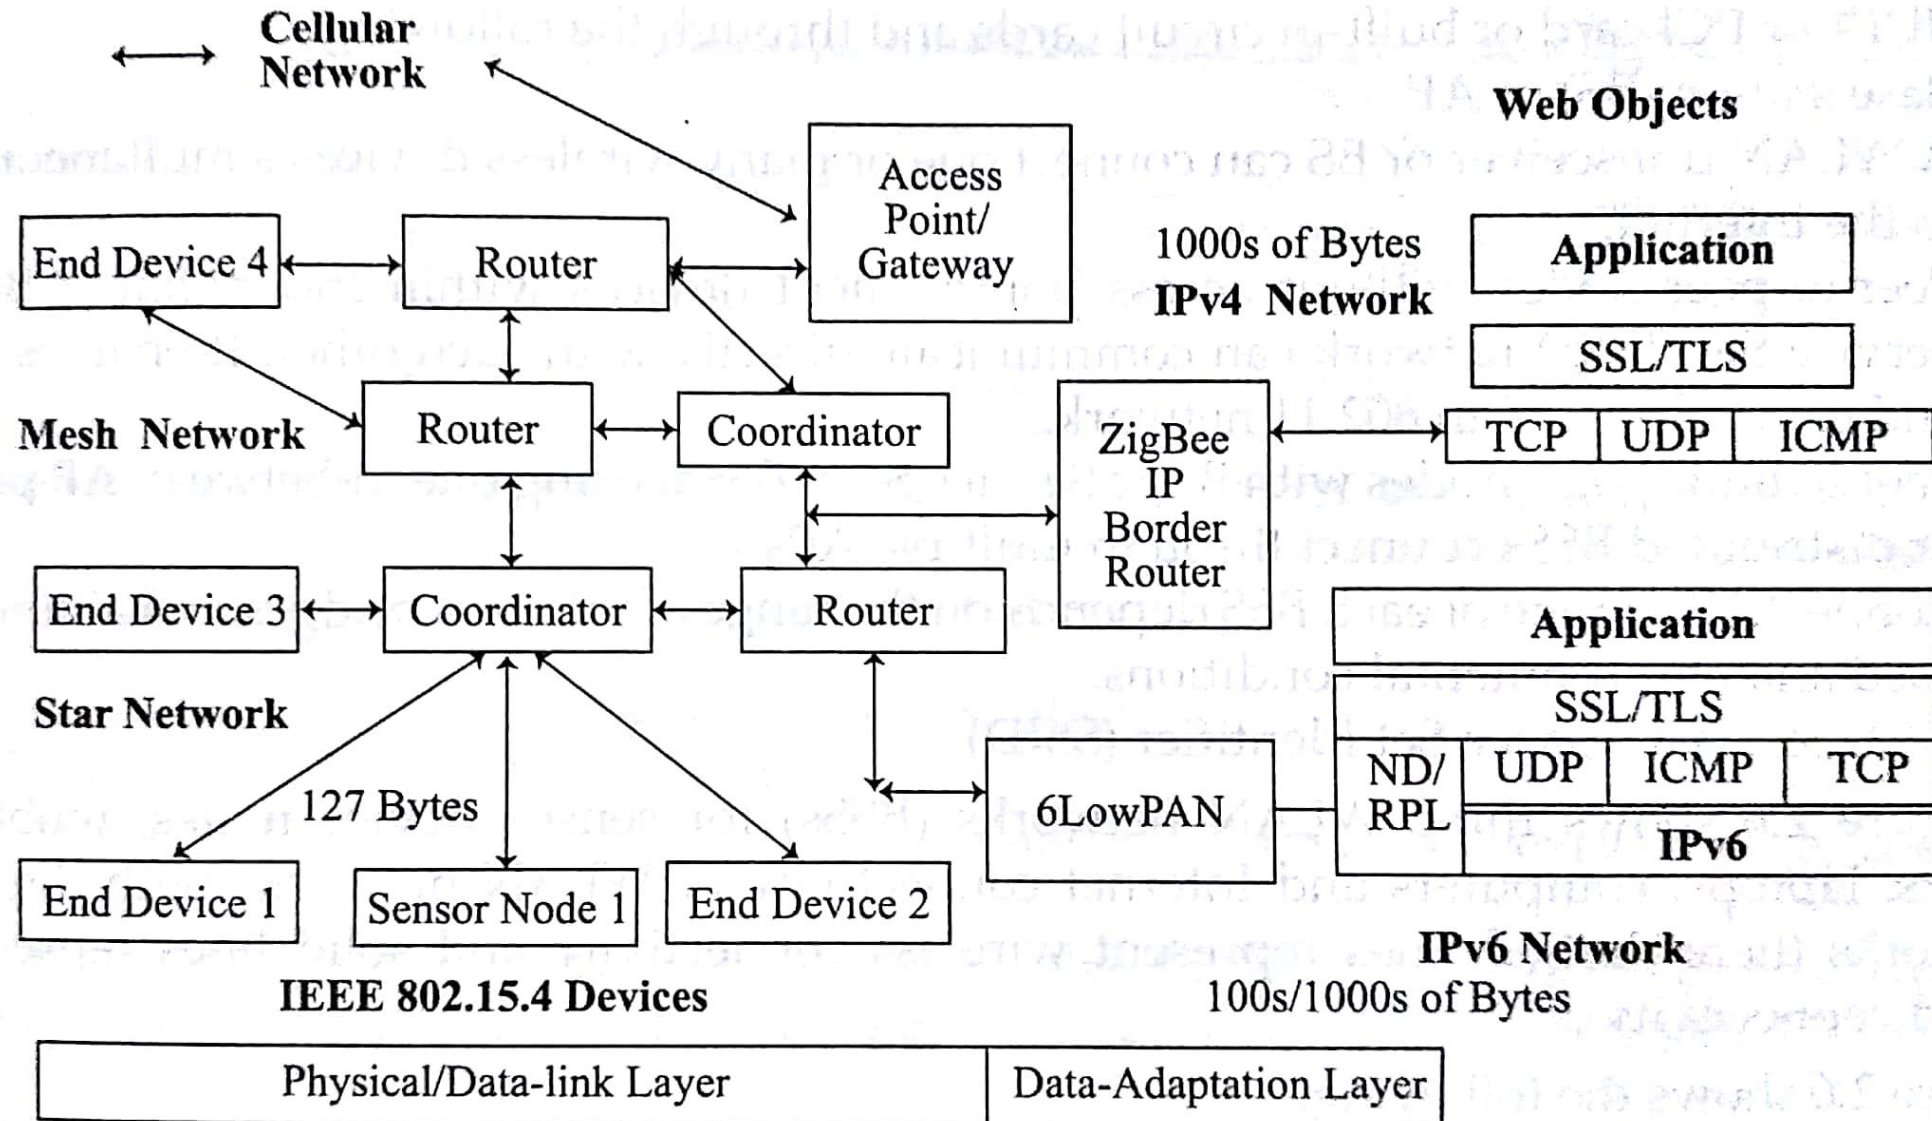 Cellular
Network
Web Objects
Access
Point/
Gateway
End Device 4
Router
1000s of Bytes
IPv4 Network
Application
SSL/TLS
Mesh Network
Router
Coordinator
ZigBee
IP
Border
Router
TCP
UDP
ICMP
End Device 3
Coordinator
Router
Application
Star Network
SSL/TLS
127 Bytes
6LowPAN
ND/
RPL
UDP
ICMP
TCP
IPv6
End Device 1
Sensor Node 1
End Device 2
IPv6 Network
IEEE 802.15.4 Devices
100s/1000s of Bytes
Physical/Data-link Layer
Data-Adaptation Layer